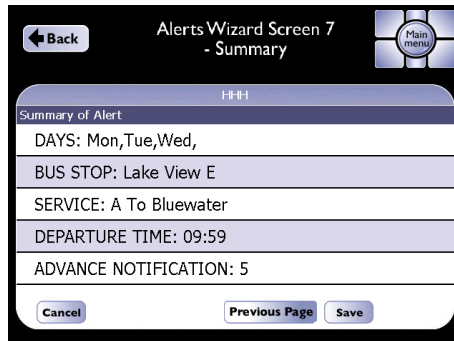 Back
Alerts Wizard Screen 7
- Summary
Main
menu
HHH
Summary of Alert
DAYS: Mon,Tue,Wed,
BUS STOP: Lake View E
SERVICE: A To Bluewater
DEPARTURE TIME: 09:59
ADVANCE NOTIFICATION: 5
Cancel
Previous Page
Save